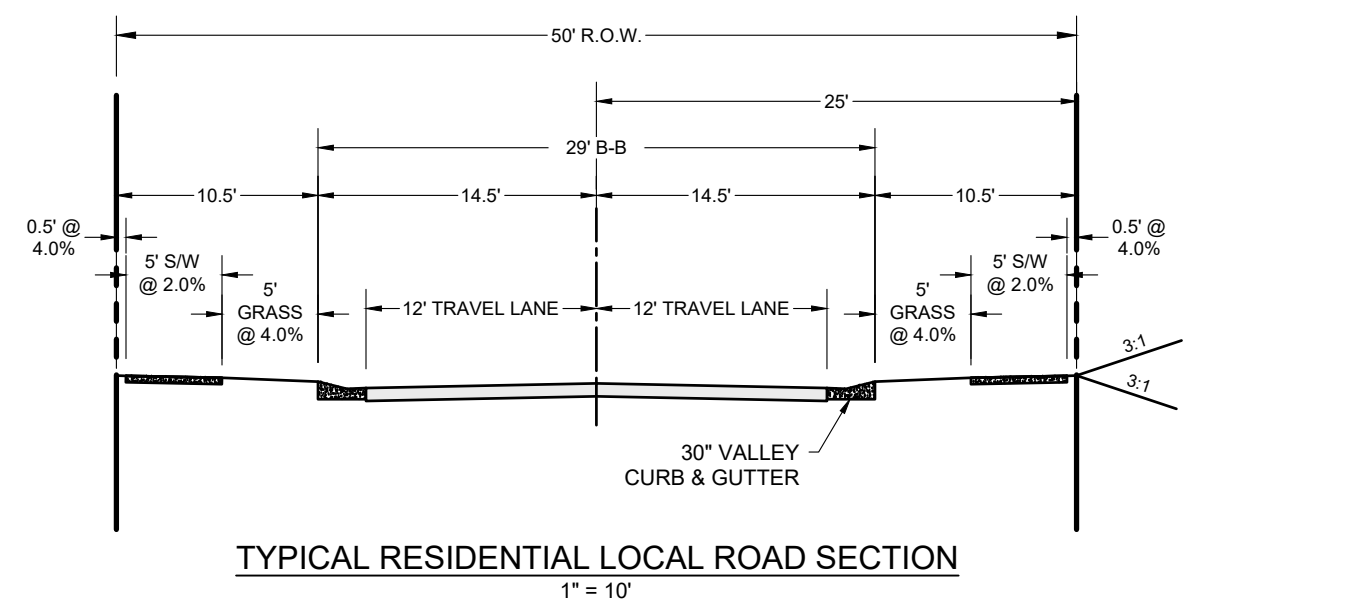 50' R.O.W.
25'
29' B-B
10.5'
14.5'
14.5'
10.5'
0.5' @
4.0%
5' S/W
@ 2.0%
5'
GRASS
@ 4.0%
12' TRAVEL LANE
12' TRAVEL LANE
5'
GRASS
@ 4.0%
5' S/W
@ 2.0%
0.5' @
4.0%
3:1
3:1
30" VALLEY
CURB & GUTTER
TYPICAL RESIDENTIAL LOCAL ROAD SECTION
1" = 10'